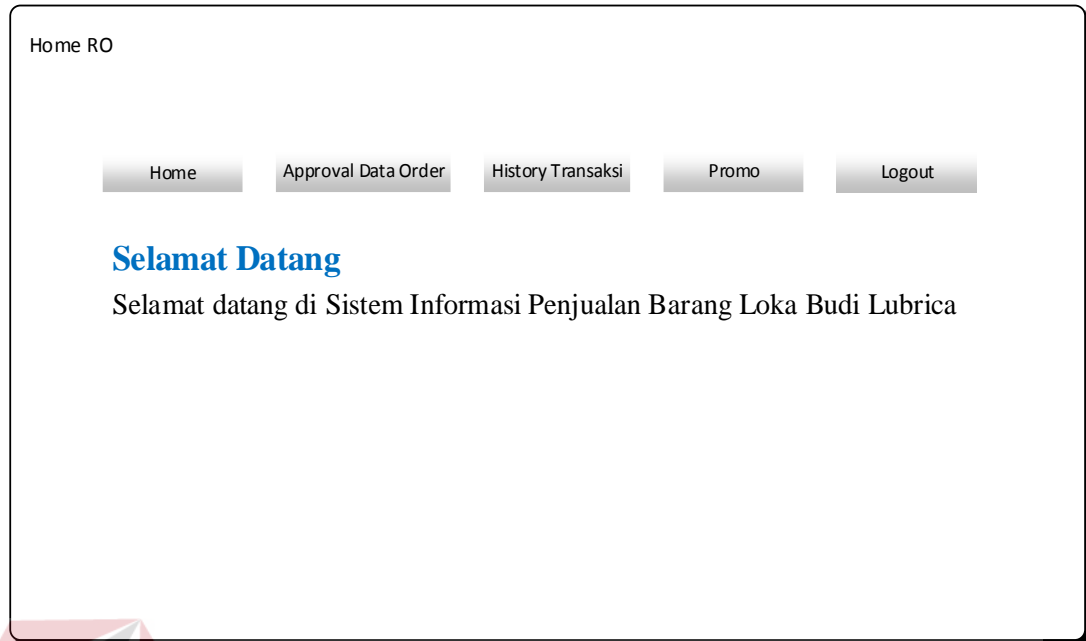 Home RO
Home Approval Data Order History Transaksi Promo Logout
Selamat Datang
Selamat datang di Sistem Informasi Penjualan Barang Loka Budi Lubrica